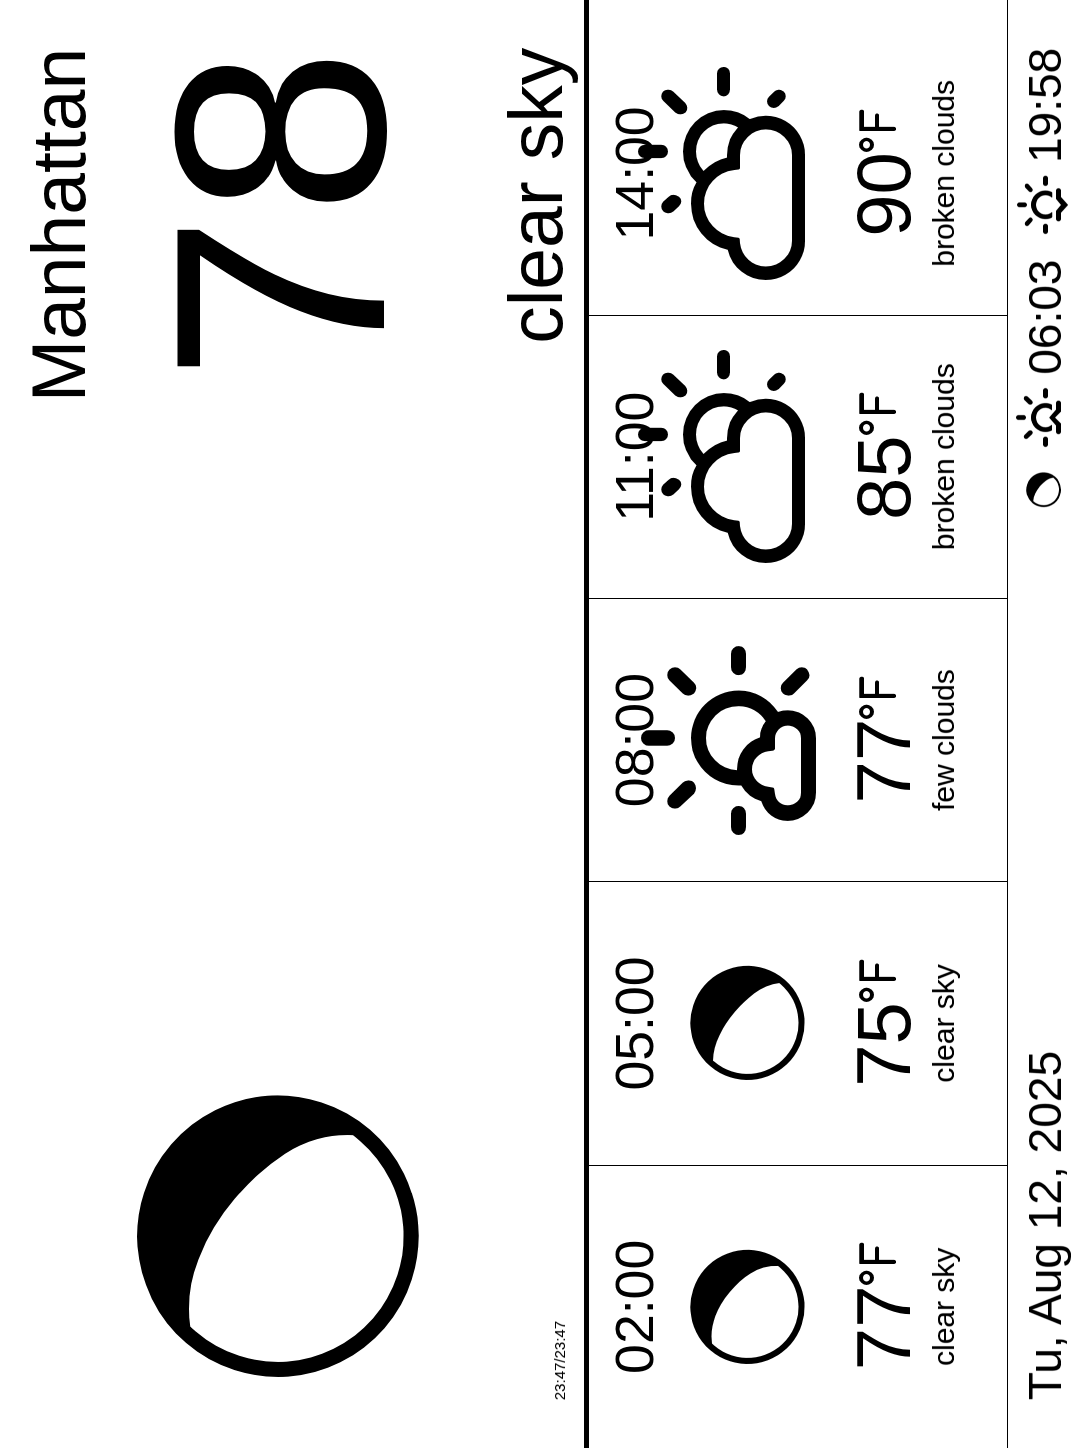 Manhattan
78
clear sky
23:47/23:47
02:00
77°F
clear sky
05:00
75°F
clear sky
08:00
77°F
few clouds
11:00
85°F
broken clouds
14:00
90°F
broken clouds
Tu, Aug 12, 2025
06:03
19:58